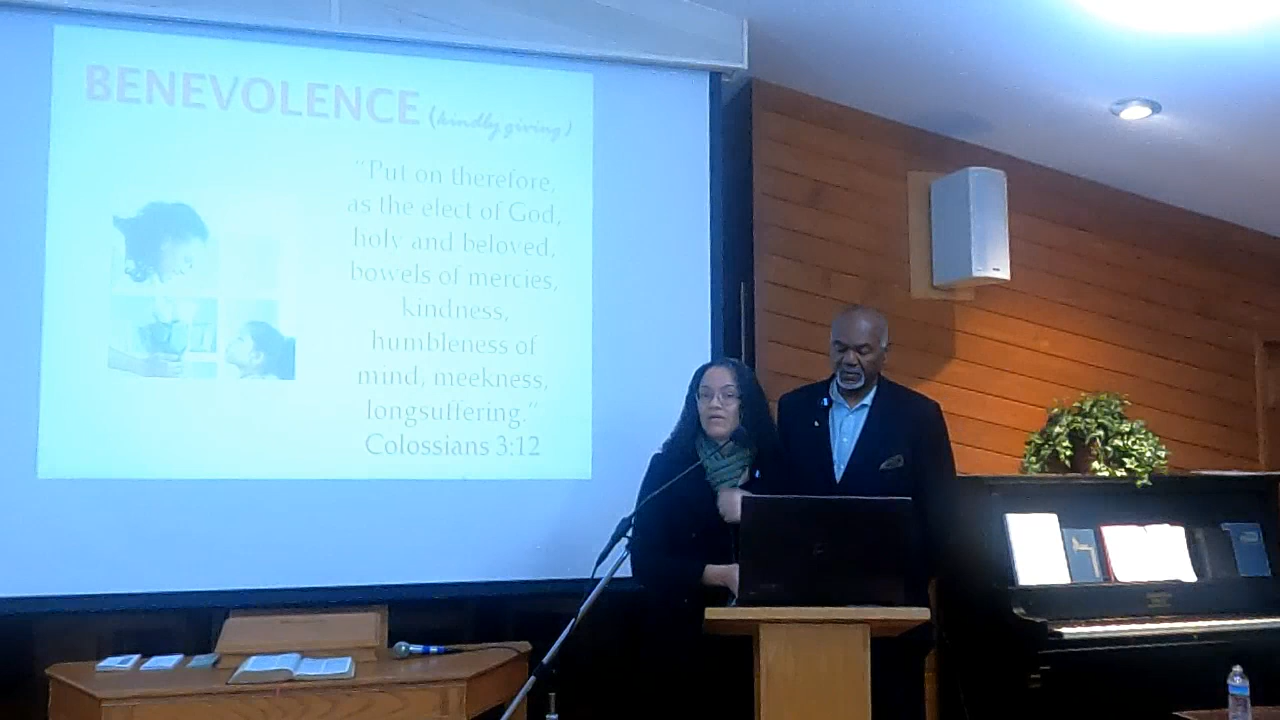 BENEVOLENCE (kindly giving)
"Put on therefore,
as the elect of God,
holy and beloved,
bowels of mercies,
kindness,
humbleness of
mind, meekness,
longsuffering."
Colossians 3:12